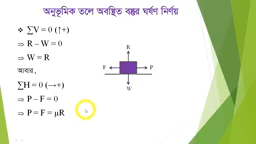 অনুভূমিক তলে অবস্থিত বস্তুর ঘর্ষণ নির্ণয়
❖ ∑V = 0 (↑+)
⇒ R – W = 0
⇒ W = R
আবার,
∑H = 0 (→+)
⇒ P – F = 0
⇒ P = F = μR
R
F
P
W